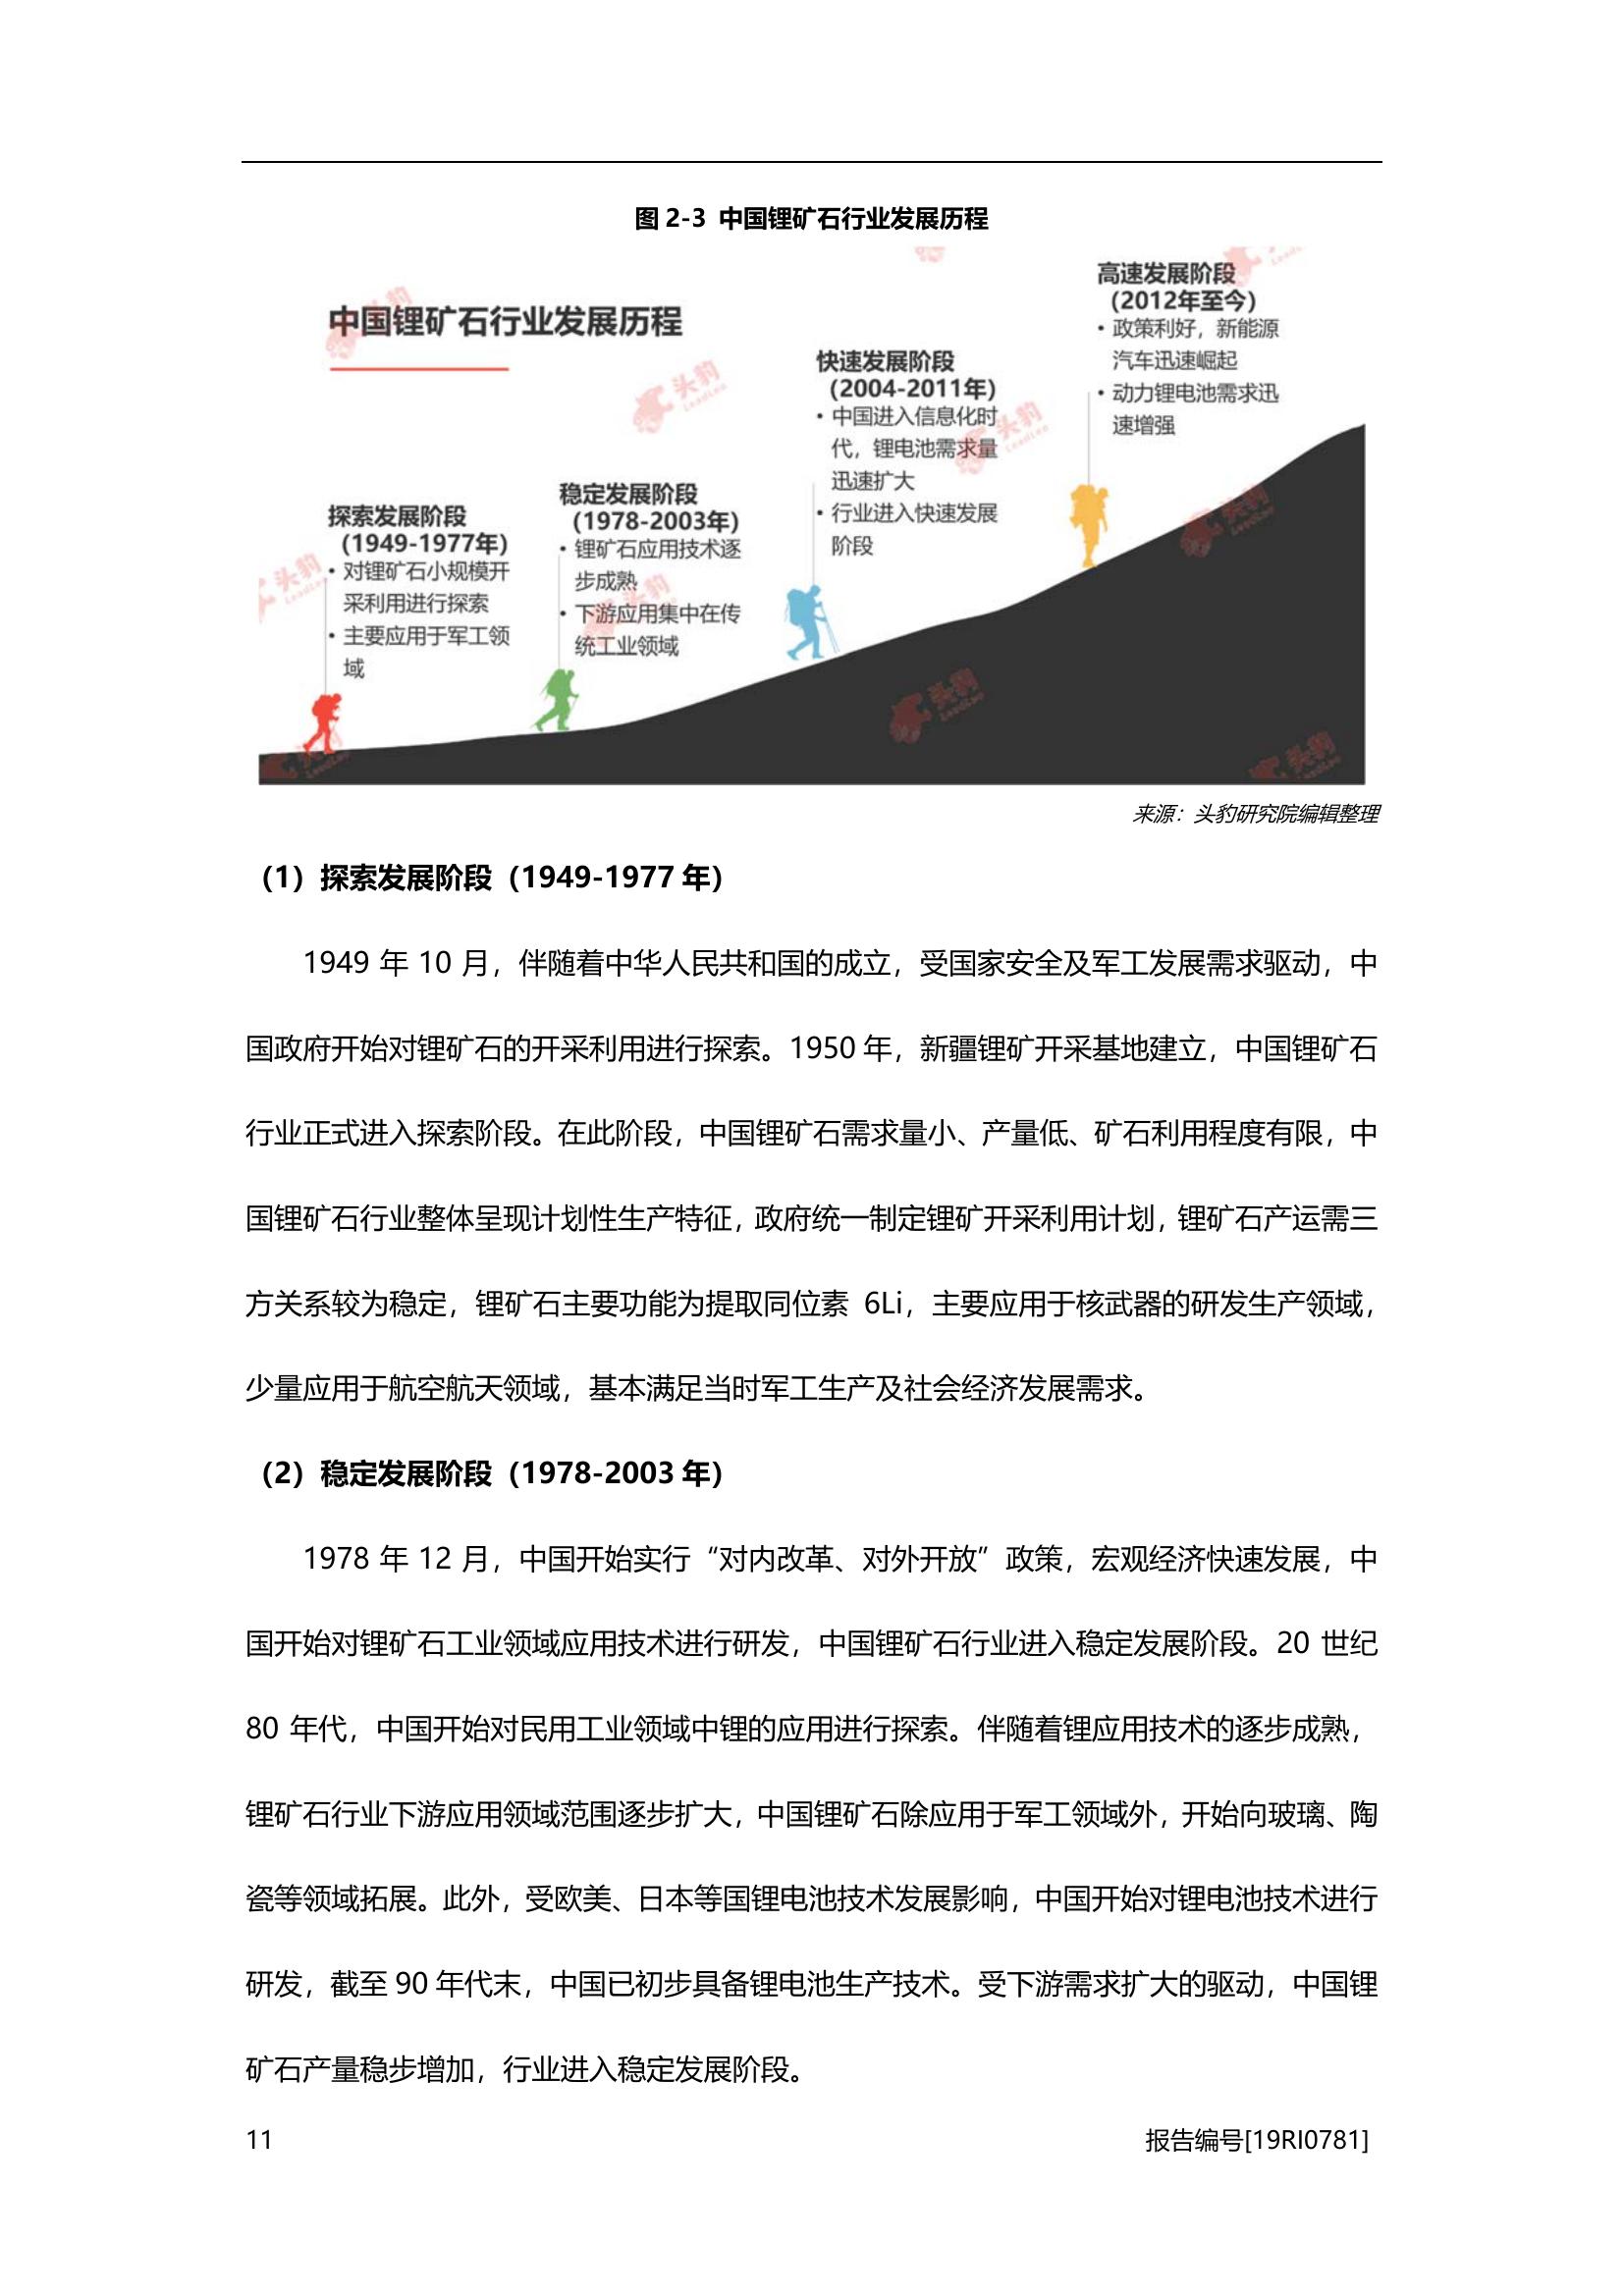 图 2-3 中国锂矿石行业发展历程
中国锂矿石行业发展历程
探索发展阶段
（1949-1977年）
• 对锂矿石小规模开
采利用进行探索
• 主要应用于军工领
域
稳定发展阶段
（1978-2003年）
• 锂矿石应用技术逐
步成熟
• 下游应用集中在传
统工业领域
快速发展阶段
（2004-2011年）
• 中国进入信息化时
代，锂电池需求量
迅速扩大
• 行业进入快速发展
阶段
高速发展阶段
（2012年至今）
• 政策利好，新能源
汽车迅速崛起
• 动力锂电池需求迅
速增强
头豹
LeadLeo
来源：头豹研究院编辑整理
（1）探索发展阶段（1949-1977 年）
1949 年 10 月，伴随着中华人民共和国的成立，受国家安全及军工发展需求驱动，中
国政府开始对锂矿石的开采利用进行探索。1950 年，新疆锂矿开采基地建立，中国锂矿石
行业正式进入探索阶段。在此阶段，中国锂矿石需求量小、产量低、矿石利用程度有限，中
国锂矿石行业整体呈现计划性生产特征，政府统一制定锂矿开采利用计划，锂矿石产运需三
方关系较为稳定，锂矿石主要功能为提取同位素 6Li，主要应用于核武器的研发生产领域，
少量应用于航空航天领域，基本满足当时军工生产及社会经济发展需求。
（2）稳定发展阶段（1978-2003 年）
1978 年 12 月，中国开始实行“对内改革、对外开放”政策，宏观经济快速发展，中
国开始对锂矿石工业领域应用技术进行研发，中国锂矿石行业进入稳定发展阶段。20 世纪
80 年代，中国开始对民用工业领域中锂的应用进行探索。伴随着锂应用技术的逐步成熟，
锂矿石行业下游应用领域范围逐步扩大，中国锂矿石除应用于军工领域外，开始向玻璃、陶
瓷等领域拓展。此外，受欧美、日本等国锂电池技术发展影响，中国开始对锂电池技术进行
研发，截至 90 年代末，中国已初步具备锂电池生产技术。受下游需求扩大的驱动，中国锂
矿石产量稳步增加，行业进入稳定发展阶段。
11
报告编号[19RI0781]